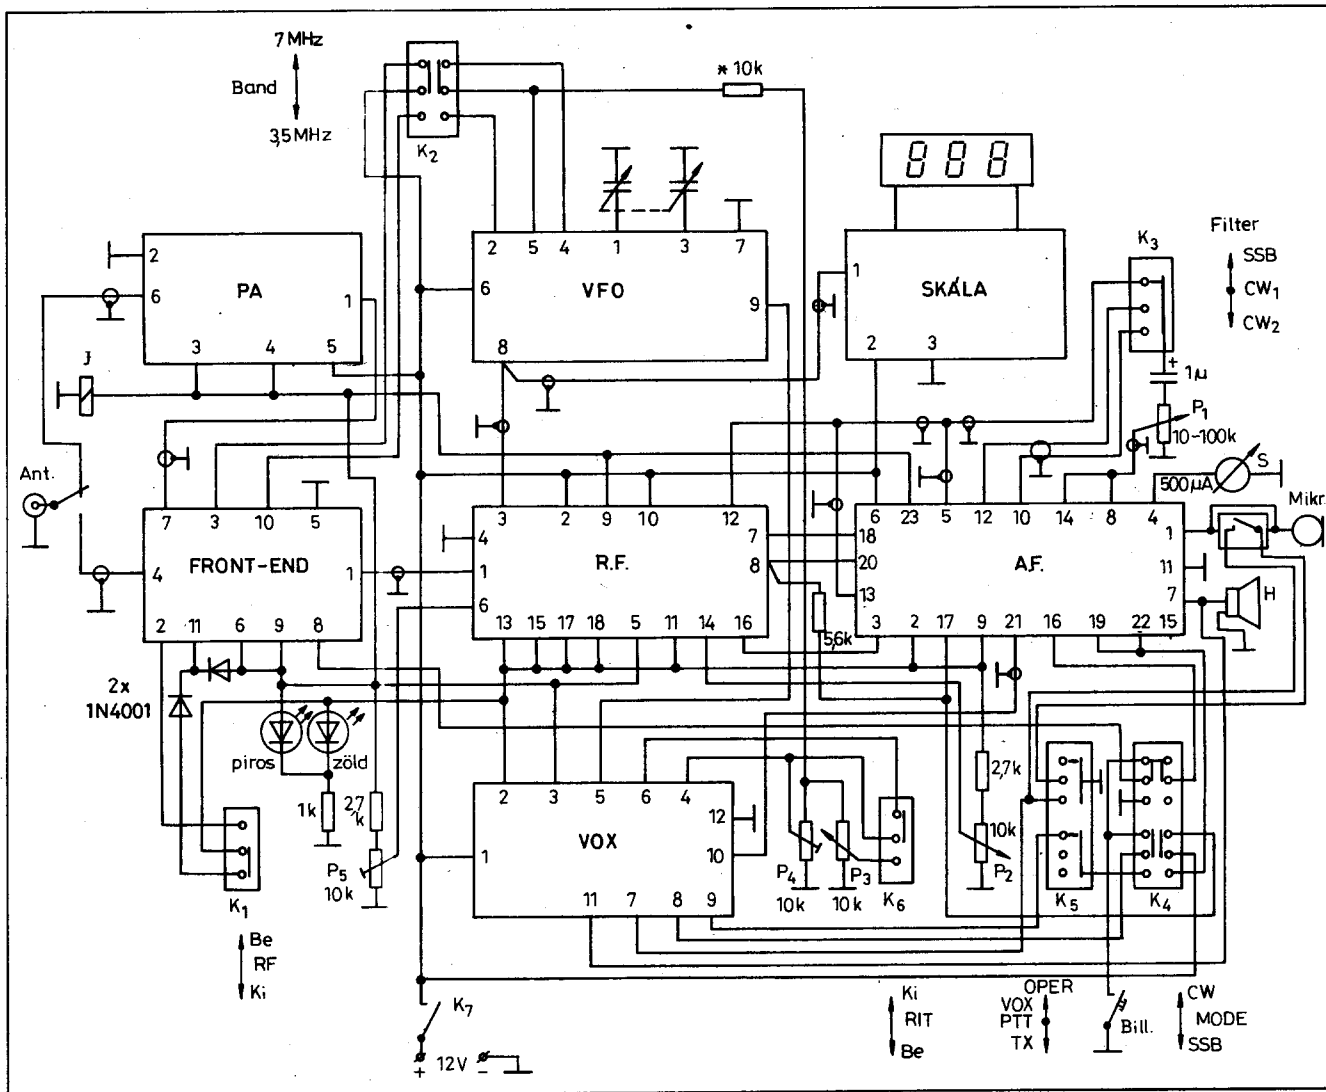 7 MHz
Band
3,5 MHz
K2
* 10k
888
2
6
PA
1
3
4
5
2
5
4
1
3
7
6
VFO
9
8
1
SKÁLA
2
3
K3
Filter
SSB
CW1
CW2
+
1µ
P1
10-100k
J
Ant.
7
3
10
5
4
FRONT-END
1
2
11
6
9
8
3
2
9
10
12
4
1
R.F.
7
8
6
13
15
17
18
5
11
14
16
6
23
5
12
10
14
8
4
18
20
13
A.F.
1
11
7
3
2
17
9
21
16
19
22
15
500µA
S
Mikr.
H
5,6k
2x
1N4001
piros
zöld
1k
2,7
k
P5
10k
K1
Be
RF
Ki
2
3
5
6
4
12
1
VOX
10
11
7
8
9
P4
10k
P3
10k
K6
2,7k
10k
P2
K5
K4
K7
12V
+
-
Ki
RIT
Be
OPER
VOX
PTT
TX
Bill.
CW
MODE
SSB